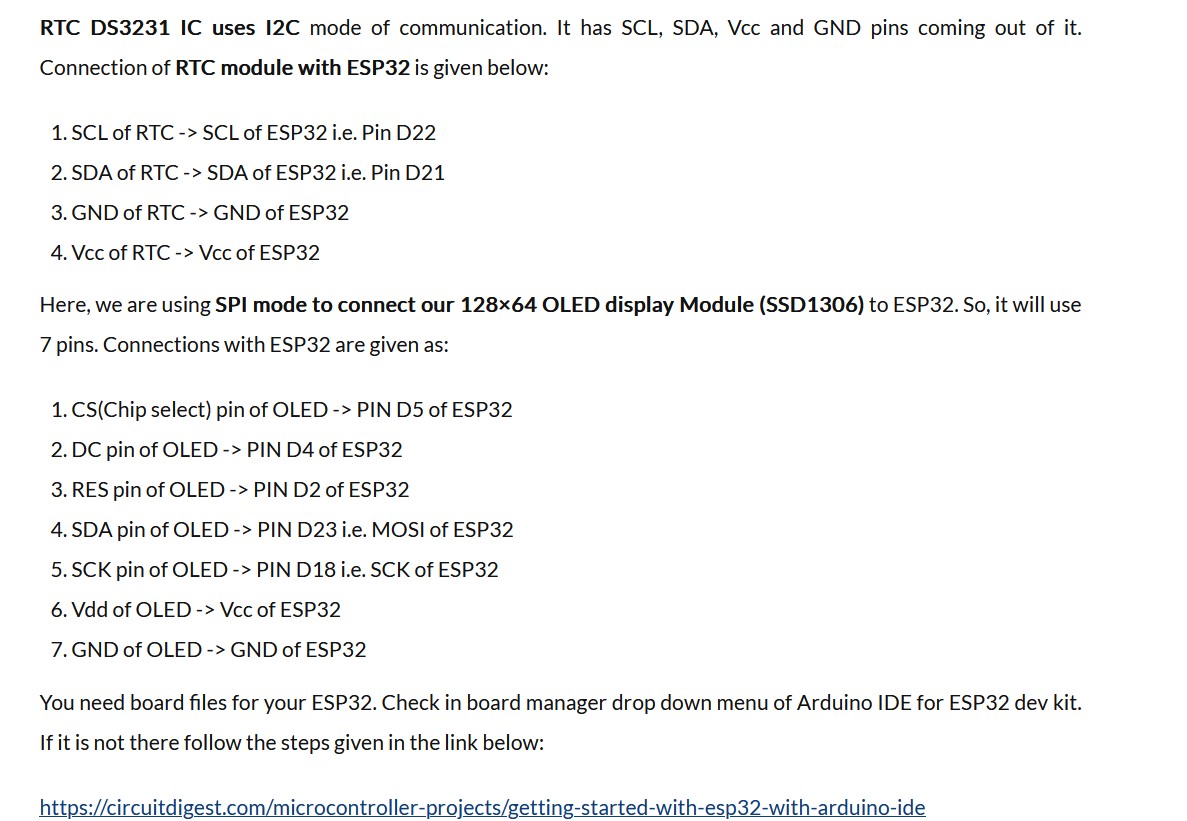 RTC DS3231 IC uses I2C mode of communication. It has SCL, SDA, Vcc and GND pins coming out of it.
Connection of RTC module with ESP32 is given below:
1. SCL of RTC -> SCL of ESP32 i.e. Pin D22
2. SDA of RTC -> SDA of ESP32 i.e. Pin D21
3. GND of RTC -> GND of ESP32
4. Vcc of RTC -> Vcc of ESP32
Here, we are using SPI mode to connect our 128×64 OLED display Module (SSD1306) to ESP32. So, it will use
7 pins. Connections with ESP32 are given as:
1. CS(Chip select) pin of OLED -> PIN D5 of ESP32
2. DC pin of OLED -> PIN D4 of ESP32
3. RES pin of OLED -> PIN D2 of ESP32
4. SDA pin of OLED -> PIN D23 i.e. MOSI of ESP32
5. SCK pin of OLED -> PIN D18 i.e. SCK of ESP32
6. Vdd of OLED -> Vcc of ESP32
7. GND of OLED -> GND of ESP32
You need board files for your ESP32. Check in board manager drop down menu of Arduino IDE for ESP32 dev kit.
If it is not there follow the steps given in the link below:
https://circuitdigest.com/microcontroller-projects/getting-started-with-esp32-with-arduino-ide